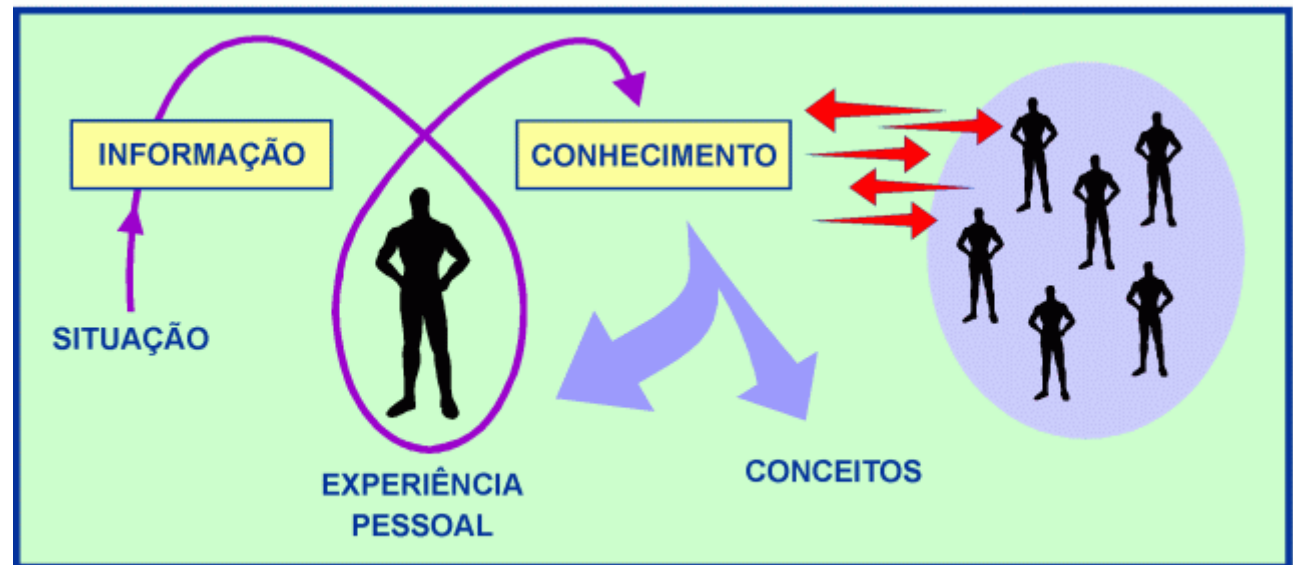 INFORMAÇÃO
CONHECIMENTO
SITUAÇÃO
EXPERIÊNCIA
PESSOAL
CONCEITOS